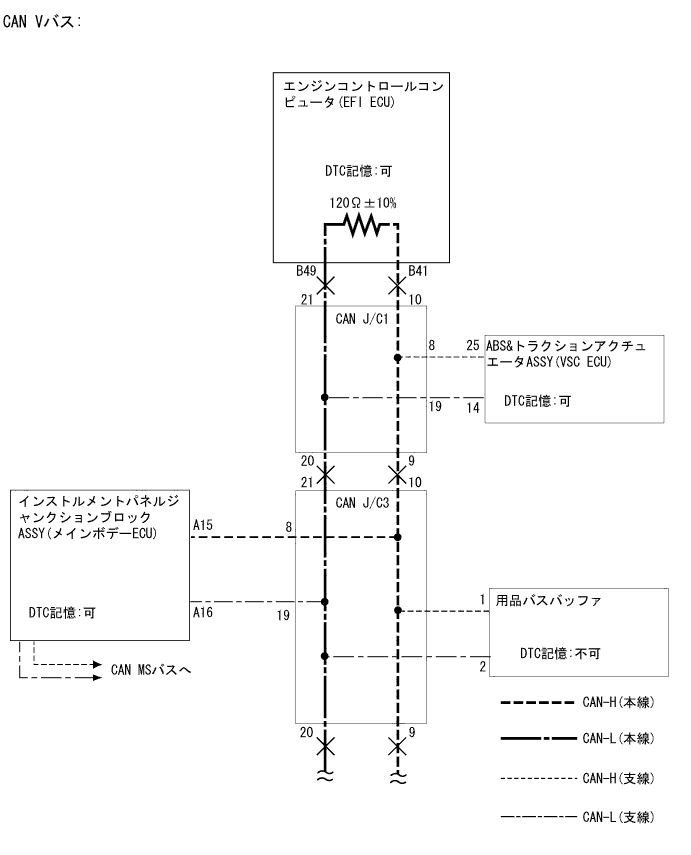 CAN Vバス:
エンジンコントロールコン
ピュータ(EFI ECU)
DTC記憶:可
120Ω±10%
B49
B41
21
10
CAN J/C1
8
25
ABS&トラクションアクチュ
エータASSY(VSC ECU)
DTC記憶:可
19
14
20
9
21
10
CAN J/C3
インストルメントパネルジ
ャンクションブロック
ASSY(メインボデーECU)
DTC記憶:可
A15
8
A16
19
1
用品バスバッファ
DTC記憶:不可
2
CAN MSバスへ
20
9
CAN-H(本線)
CAN-L(本線)
CAN-H(支線)
CAN-L(支線)